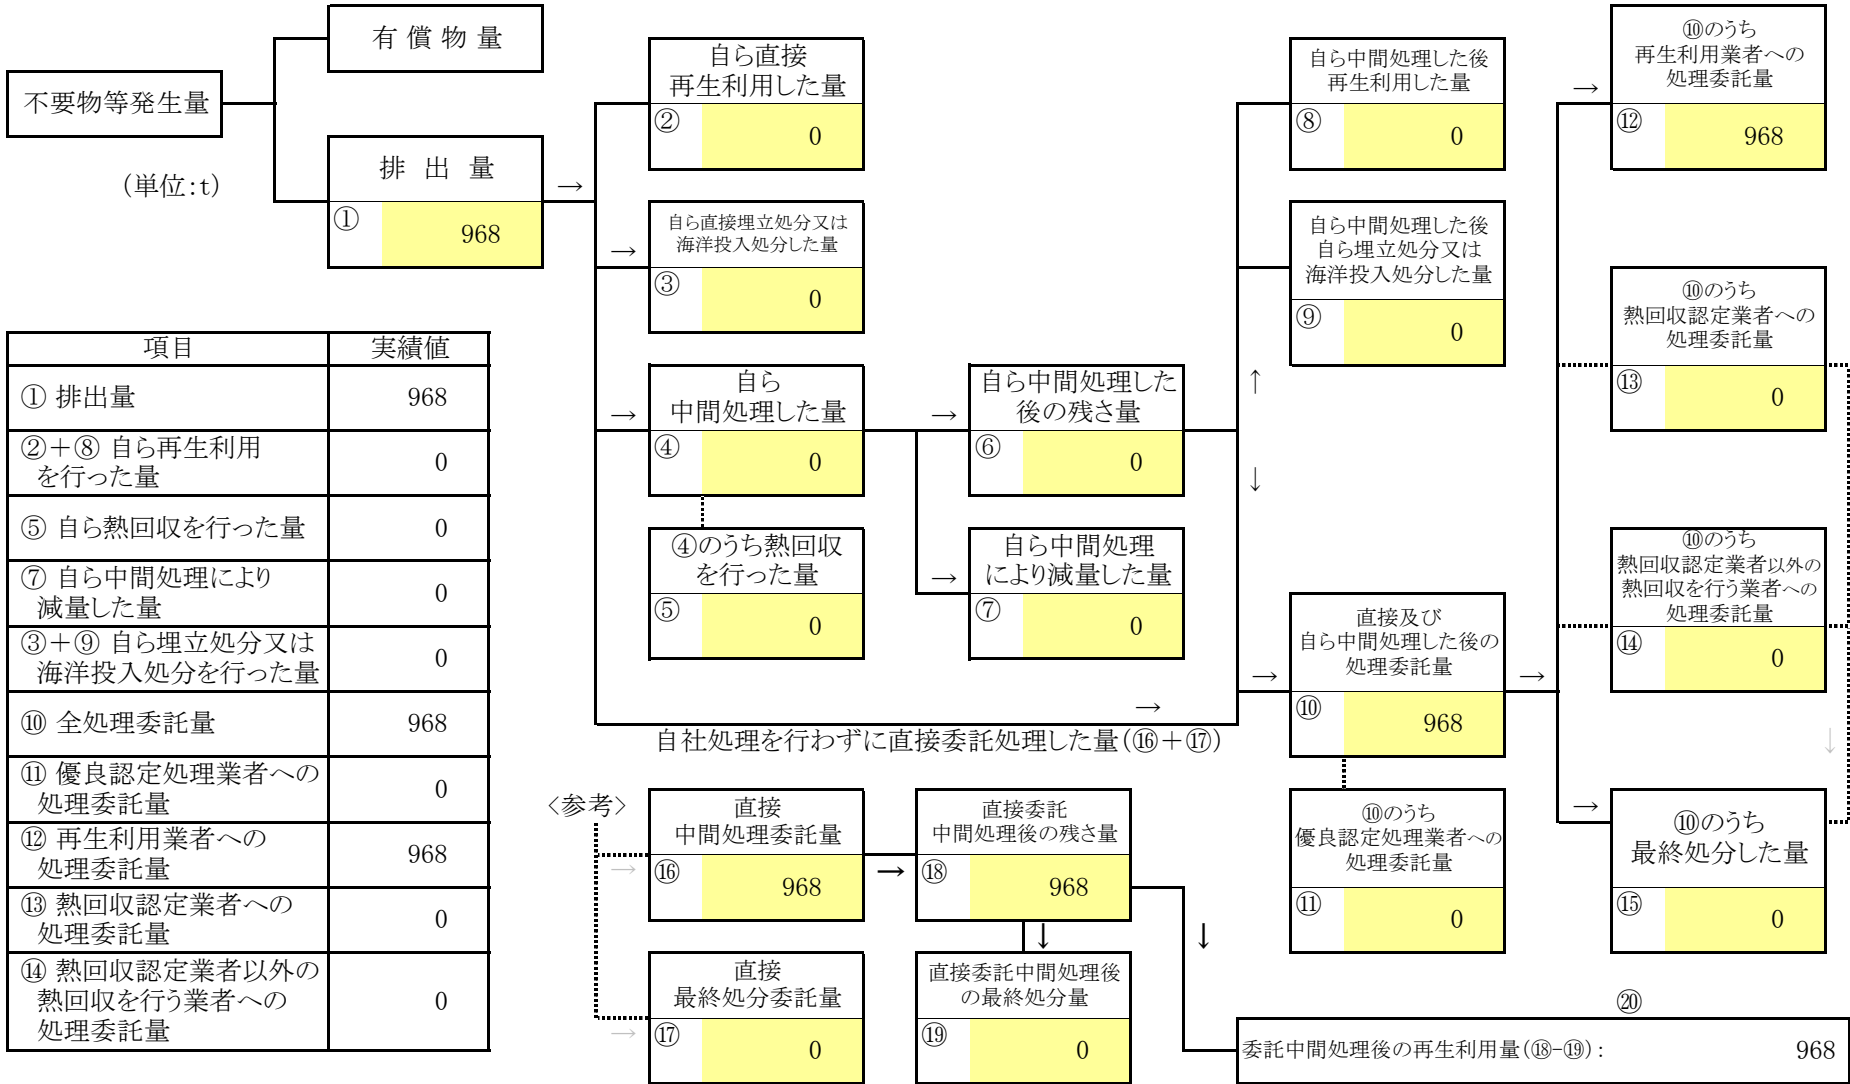 有 償 物 量
不要物等発生量
(単位:t)
排 出 量
→
①
968
自ら直接
再生利用した量
②
0
→
自ら直接埋立処分又は
海洋投入処分した量
③
0
→
自ら
中間処理した量
④
0
④のうち熱回収
を行った量
⑤
0
→
自ら中間処理した
後の残さ量
⑥
0
→
自ら中間処理
により減量した量
⑦
0
↑
↓
自ら中間処理した後
再生利用した量
⑧
0
自ら中間処理した後
自ら埋立処分又は
海洋投入処分した量
⑨
0
→
自社処理を行わずに直接委託処理した量(⑯+⑰)
→
直接及び
自ら中間処理した後の
処理委託量
⑩
968
⑩のうち
優良認定処理業者への
処理委託量
⑪
0
→
→
⑩のうち
再生利用業者への
処理委託量
⑫
968
⑩のうち
熱回収認定業者への
処理委託量
⑬
0
⑩のうち
熱回収認定業者以外の
熱回収を行う業者への
処理委託量
⑭
0
↓
→
⑩のうち
最終処分した量
⑮
0
項目 実績値
① 排出量 968
②+⑧ 自ら再生利用
を行った量 0
⑤ 自ら熱回収を行った量 0
⑦ 自ら中間処理により
減量した量 0
③+⑨ 自ら埋立処分又は
海洋投入処分を行った量 0
⑩ 全処理委託量 968
⑪ 優良認定処理業者への
処理委託量 0
⑫ 再生利用業者への
処理委託量 968
⑬ 熱回収認定業者への
処理委託量 0
⑭ 熱回収認定業者以外の
熱回収を行う業者への
処理委託量 0
〈参考〉
→
直接
中間処理委託量
⑯
968
→
直接委託
中間処理後の残さ量
⑱
968
↓
↓
→
直接
最終処分委託量
⑰
0
直接委託中間処理後
の最終処分量
⑲
0
⑳
委託中間処理後の再生利用量(⑱-⑲): 968